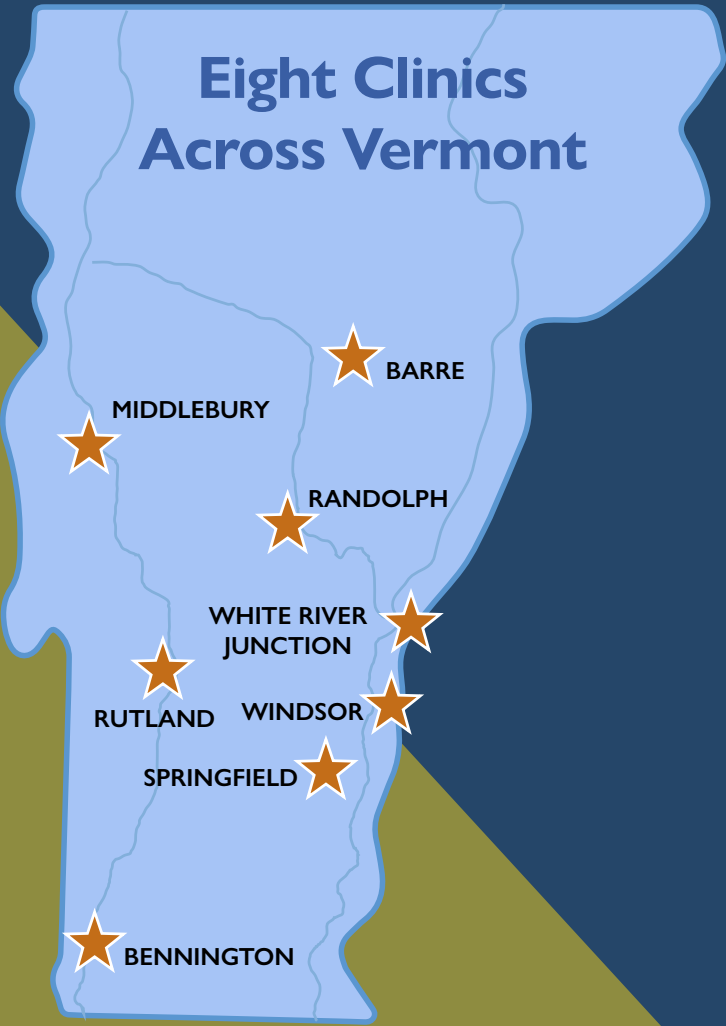 Eight Clinics
Across Vermont
BARRE
MIDDLEBURY
RANDOLPH
WHITE RIVER
JUNCTION
RUTLAND
WINDSOR
SPRINGFIELD
BENNINGTON